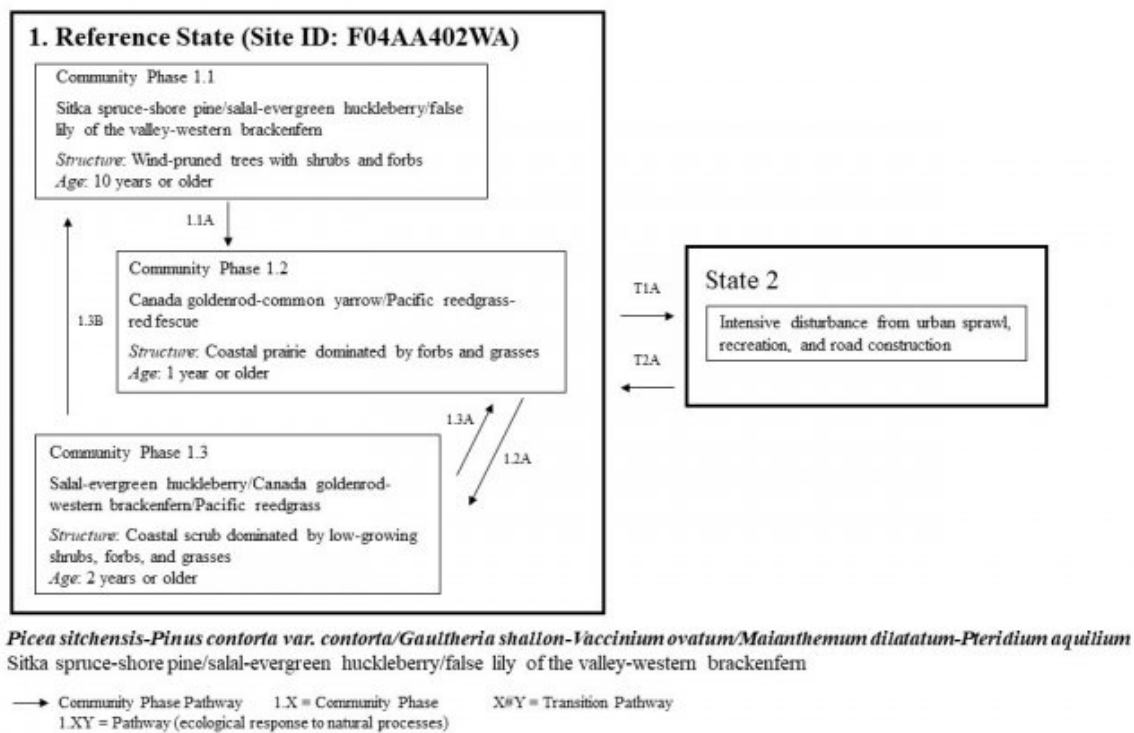 1. Reference State (Site ID: F04AA402WA)
Community Phase 1.1
Sitka spruce-shore pine/salal-evergreen huckleberry/false
lily of the valley-western brackenfern
Structure: Wind-pruned trees with shrubs and forbs
Age: 10 years or older
1.1A
Community Phase 1.2
Canada goldenrod-common yarrow/Pacific reedgrass-
red fescue
Structure: Coastal prairie dominated by forbs and grasses
Age: 1 year or older
1.3B
1.3A
1.2A
Community Phase 1.3
Salal-evergreen huckleberry/Canada goldenrod-
western brackenfern/Pacific reedgrass
Structure: Coastal scrub dominated by low-growing
shrubs, forbs, and grasses
Age: 2 years or older
T1A
T2A
State 2
Intensive disturbance from urban sprawl,
recreation, and road construction
Picea sitchensis-Pinus contorta var. contorta/Gaultheria shallon-Vaccinium ovatum/Maianthemum dilatatum-Pteridium aquilium
Sitka spruce-shore pine/salal-evergreen huckleberry/false lily of the valley-western brackenfern
Community Phase Pathway 1.X = Community Phase X#Y = Transition Pathway
1.XY = Pathway (ecological response to natural processes)